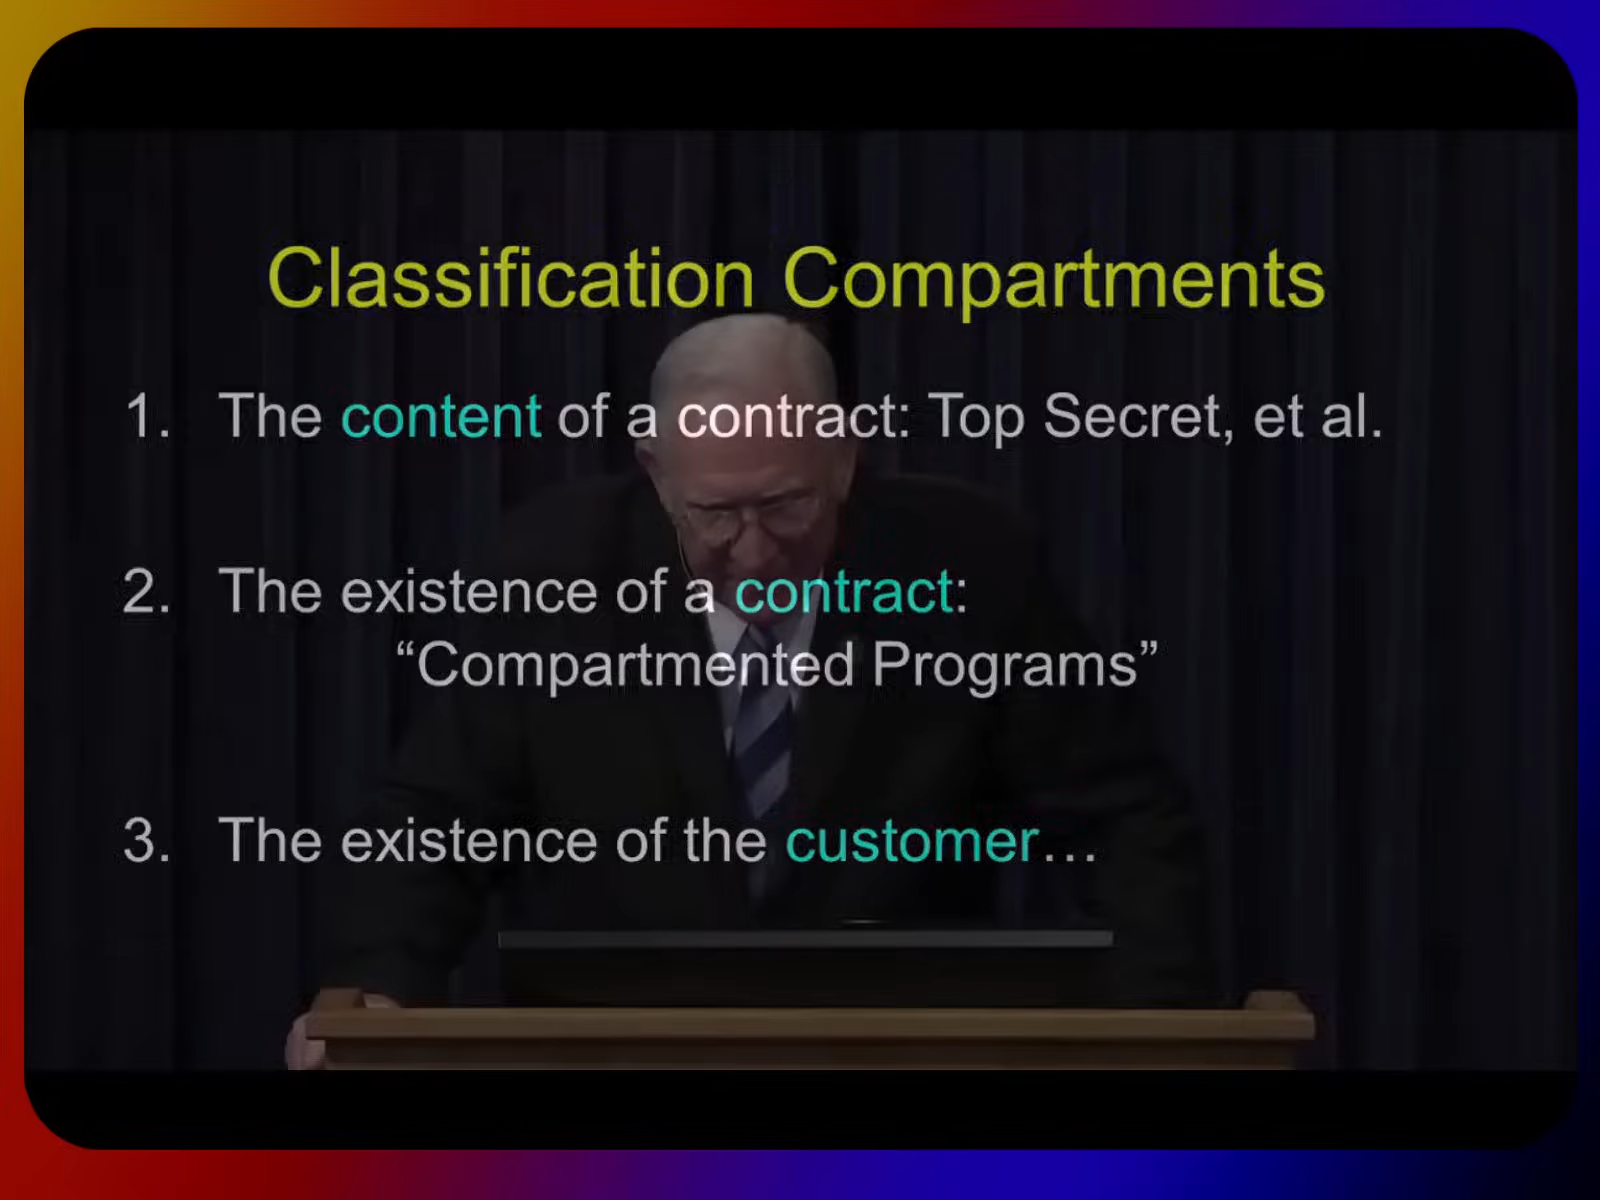 Classification Compartments
1. The content of a contract: Top Secret, et al.
2. The existence of a contract:
“Compartmented Programs”
3. The existence of the customer…